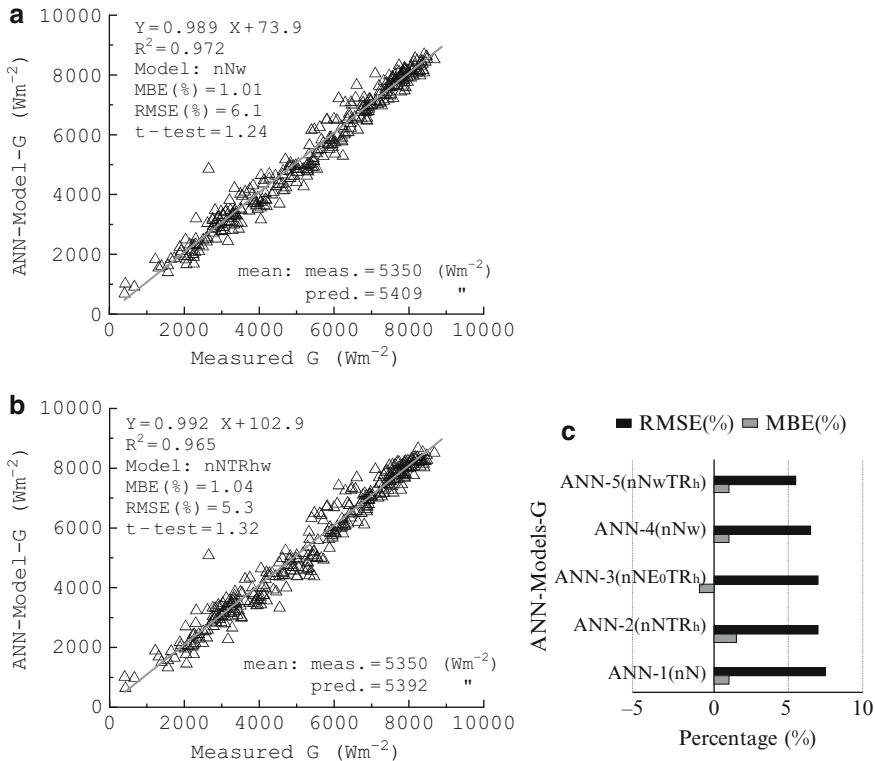 a
10000
8000
6000
4000
2000
0
ANN-Model-G (Wm⁻²)
Y=0.989 X+73.9
R²=0.972
Model: nNw
MBE(%)=1.01
RMSE(%)=6.1
t-test=1.24
mean: meas.=5350 (Wm⁻²)
pred.=5409 "
0 2000 4000 6000 8000 10000
Measured G (Wm⁻²)
b
10000
8000
6000
4000
2000
0
ANN-Model-G (Wm⁻²)
Y=0.992 X+102.9
R²=0.965
Model: nNTRhw
MBE(%)=1.04
RMSE(%)=5.3
t-test=1.32
mean: meas.=5350 (Wm⁻²)
pred.=5392 "
0 2000 4000 6000 8000 10000
Measured G (Wm⁻²)
c
RMSE(%) MBE(%)
ANN-Models-G
ANN-5(nNwTRh)
ANN-4(nNw)
ANN-3(nNE0TRh)
ANN-2(nNTRh)
ANN-1(nN)
−5 0 5 10
Percentage (%)